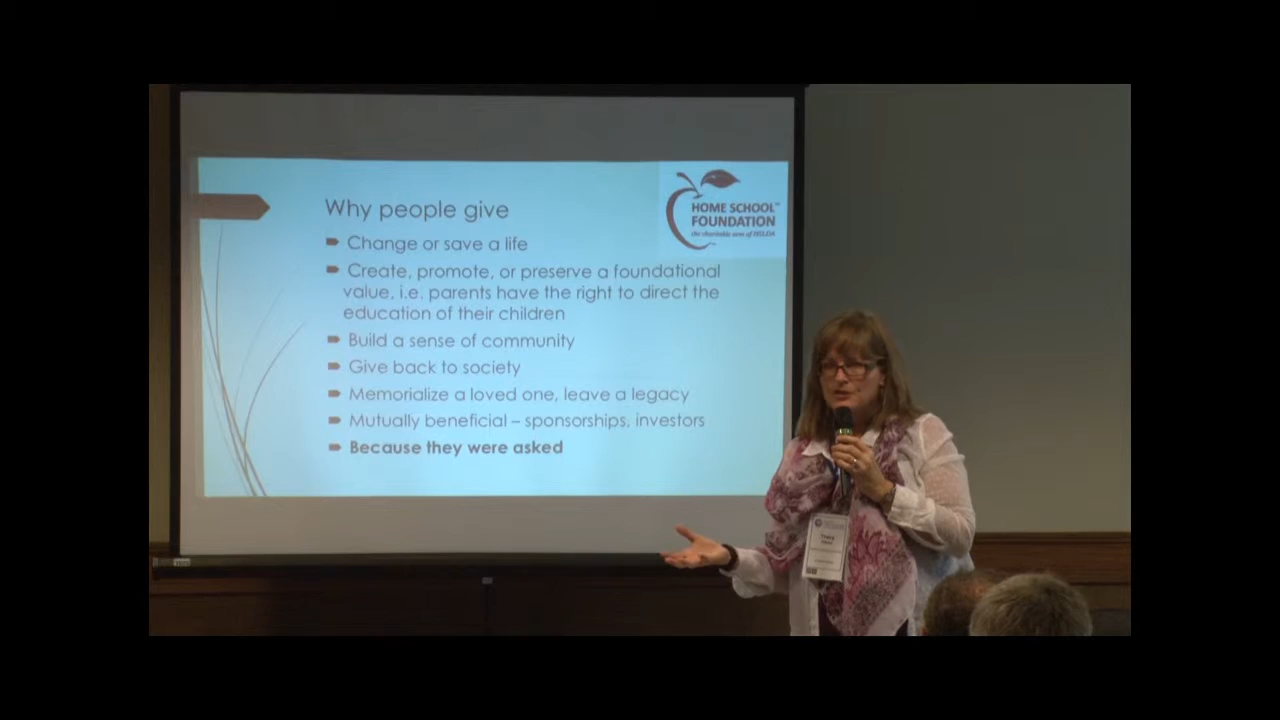 Why people give
HOME SCHOOL™
FOUNDATION
the charitable arm of HSLDA
Change or save a life
Create, promote, or preserve a foundational
value, i.e. parents have the right to direct the
education of their children
Build a sense of community
Give back to society
Memorialize a loved one, leave a legacy
Mutually beneficial – sponsorships, investors
Because they were asked
Tracy